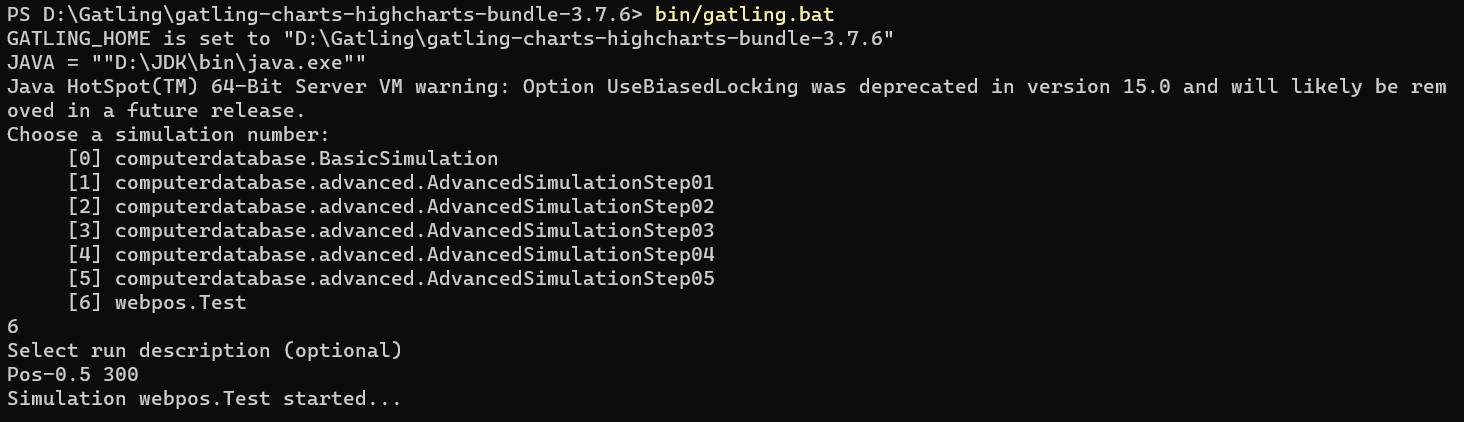 PS D:\Gatling\gatling-charts-highcharts-bundle-3.7.6> bin/gatling.bat
GATLING_HOME is set to "D:\Gatling\gatling-charts-highcharts-bundle-3.7.6"
JAVA = ""D:\JDK\bin\java.exe""
Java HotSpot(TM) 64-Bit Server VM warning: Option UseBiasedLocking was deprecated in version 15.0 and will likely be rem
oved in a future release.
Choose a simulation number:
     [0] computerdatabase.BasicSimulation
     [1] computerdatabase.advanced.AdvancedSimulationStep01
     [2] computerdatabase.advanced.AdvancedSimulationStep02
     [3] computerdatabase.advanced.AdvancedSimulationStep03
     [4] computerdatabase.advanced.AdvancedSimulationStep04
     [5] computerdatabase.advanced.AdvancedSimulationStep05
     [6] webpos.Test
6
Select run description (optional)
Pos-0.5 300
Simulation webpos.Test started...